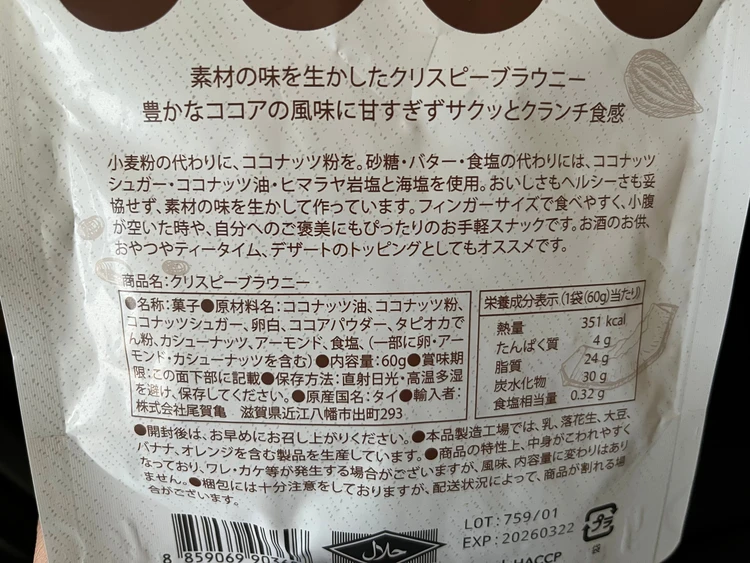 素材の味を生かしたクリスピーブラウニー
豊かなココアの風味に甘すぎずサクッとクランチ食感
小麦粉の代わりに、ココナッツ粉を。砂糖・バター・食塩の代わりには、ココナッツ
シュガー・ココナッツ油・ヒマラヤ岩塩と海塩を使用。おいしさもヘルシーさも妥
協せず、素材の味を生かして作っています。フィンガーサイズで食べやすく、小腹
が空いた時や、自分へのご褒美にもぴったりのお手軽スナックです。お酒のお供、
おやつやティータイム、デザートのトッピングとしてもオススメです。
商品名:クリスピーブラウニー
●名称:菓子●原材料名:ココナッツ油、ココナッツ粉、
ココナッツシュガー、卵白、ココアパウダー、タピオカで
ん粉、カシューナッツ、アーモンド、食塩、(一部に卵・アー
モンド・カシューナッツを含む)●内容量:60g●賞味期
限:この面下部に記載●保存方法:直射日光・高温多湿
を避け、保存してください。●原産国名:タイ●輸入者:
株式会社尾賀亀 滋賀県近江八幡市出町293
栄養成分表示(1袋(60g)当たり)
熱量 351 kcal
たんぱく質 4 g
脂質 24 g
炭水化物 30 g
食塩相当量 0.32 g
●開封後は、お早めにお召し上がりください。●本品製造工場では、乳、落花生、大豆、
バナナ、オレンジを含む製品を生産しています。●商品の特性上、中身がこわれやすく
なっており、ワレ・カケ等が発生する場合がございますが、風味、内容量に変わりはあり
ません。●梱包には十分注意をしておりますが、配送状況によって、商品が割れる場
合がございます。
LOT:759/01
EXP:20260322
プラ
袋
8 859069 903
حلال
HACCP